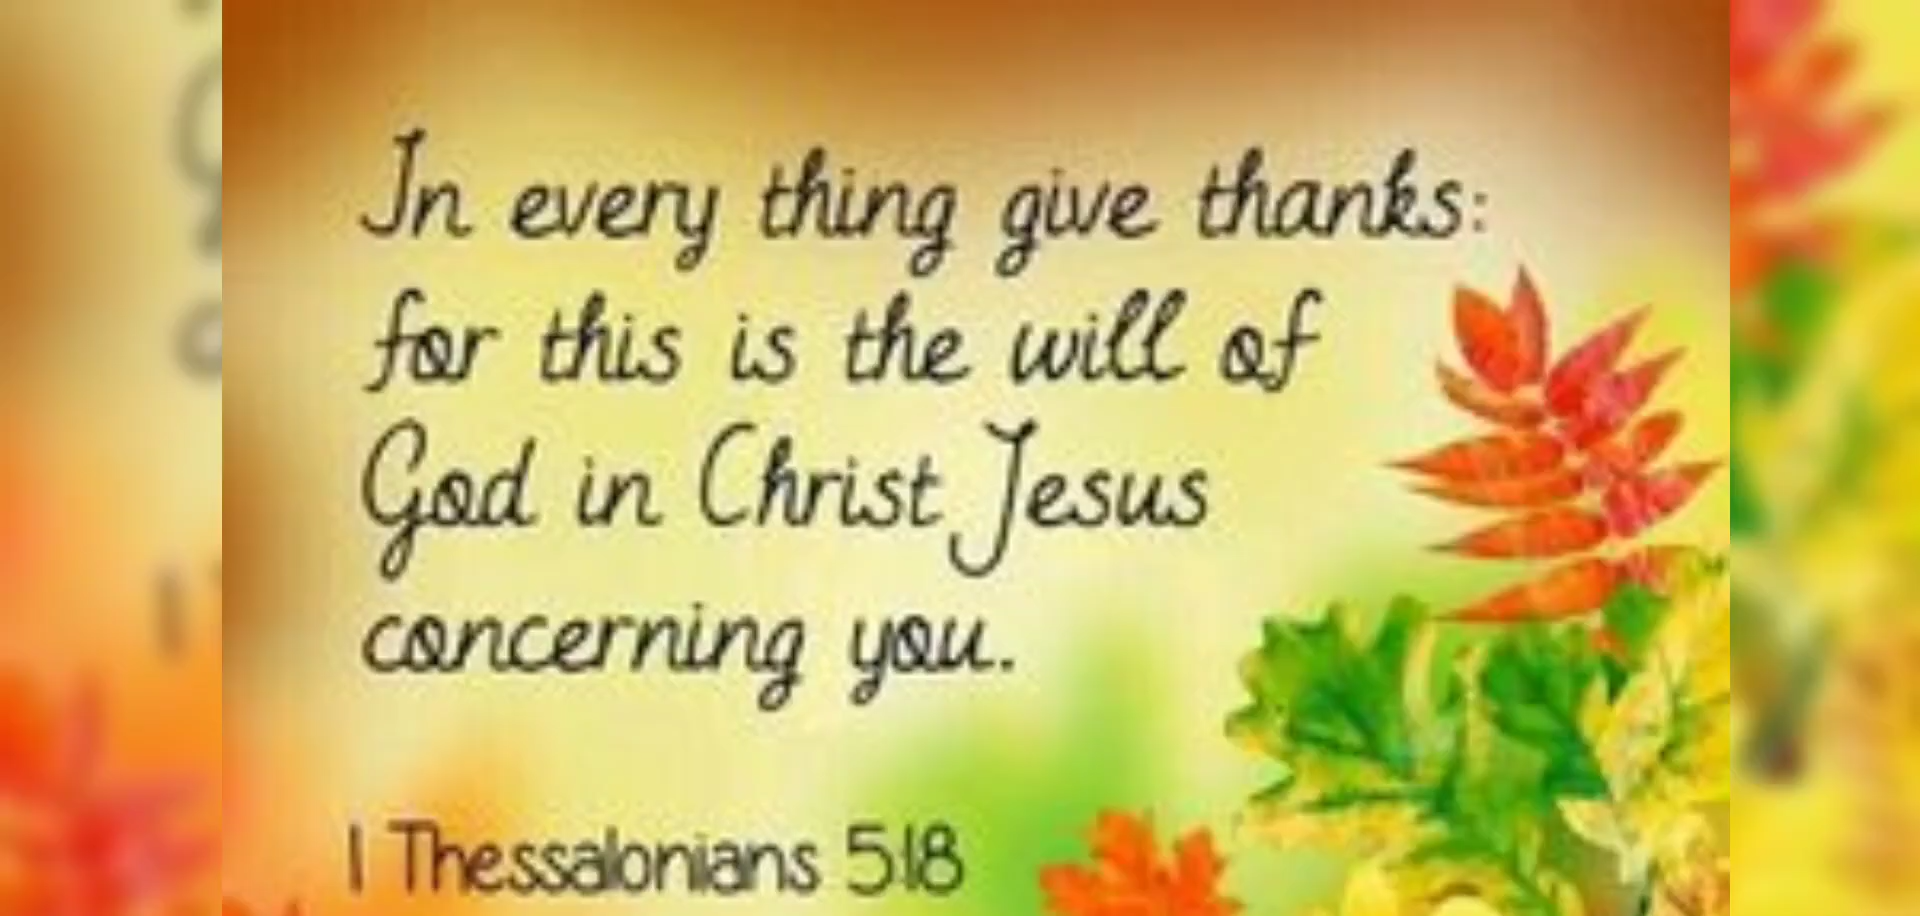 In every thing give thanks:
for this is the will of
God in Christ Jesus
concerning you.
1 Thessalonians 5:18